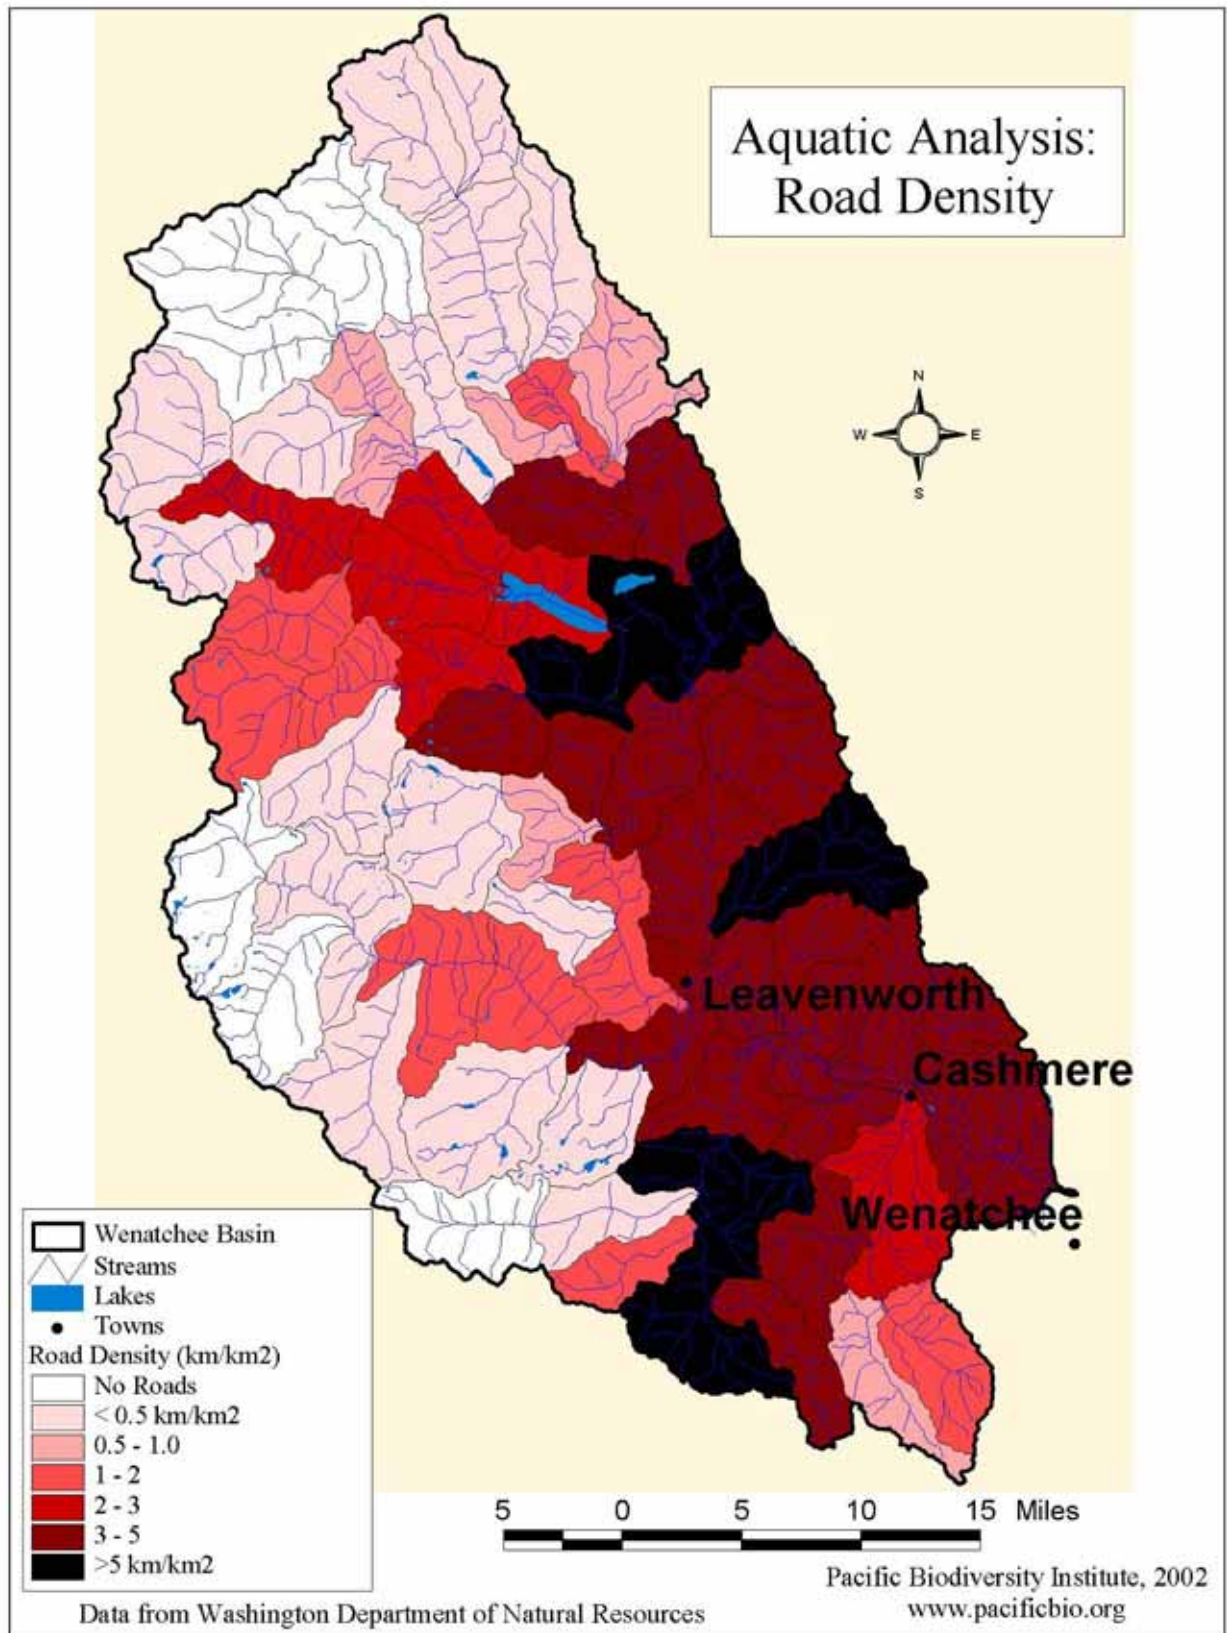 Aquatic Analysis:
Road Density
N
W E
S
Leavenworth
Cashmere
Wenatchee
Wenatchee Basin
Streams
Lakes
Towns
Road Density (km/km2)
No Roads
< 0.5 km/km2
0.5 - 1.0
1 - 2
2 - 3
3 - 5
>5 km/km2
5 0 5 10 15 Miles
Pacific Biodiversity Institute, 2002
www.pacificbio.org
Data from Washington Department of Natural Resources